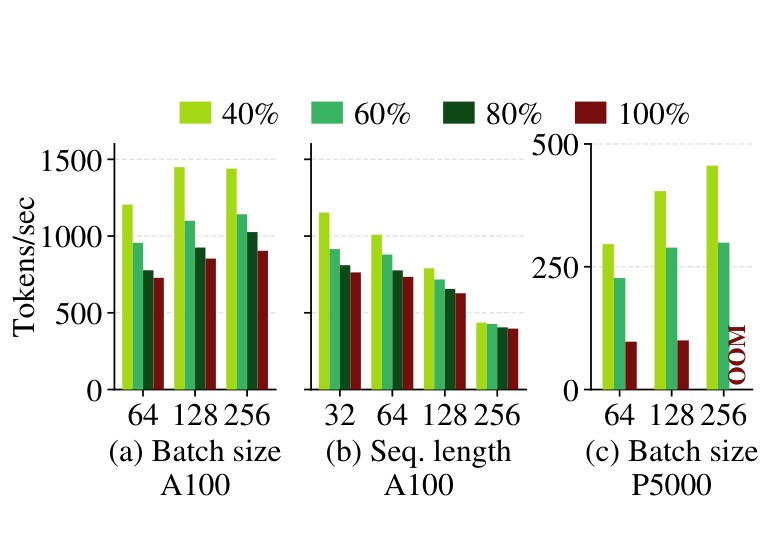 40% 60% 80% 100%
Tokens/sec
1500
1000
500
0
64 128 256
(a) Batch size
A100
32 64 128 256
(b) Seq. length
A100
500
250
0
OOM
64 128 256
(c) Batch size
P5000